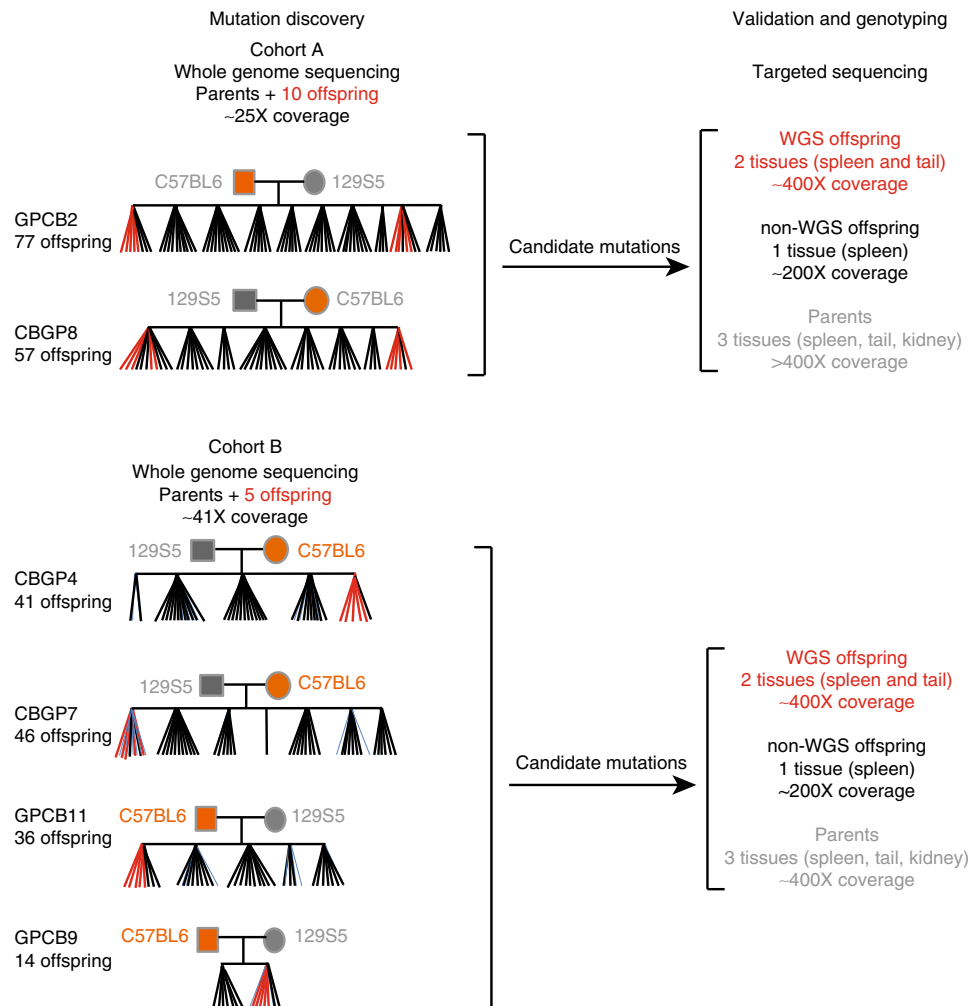 Mutation discovery
Validation and genotyping
Cohort A
Whole genome sequencing
Parents + 10 offspring
~25X coverage
Targeted sequencing
C57BL6
129S5
GPCB2
77 offspring
129S5
C57BL6
CBGP8
57 offspring
Candidate mutations
WGS offspring
2 tissues (spleen and tail)
~400X coverage
non-WGS offspring
1 tissue (spleen)
~200X coverage
Parents
3 tissues (spleen, tail, kidney)
>400X coverage
Cohort B
Whole genome sequencing
Parents + 5 offspring
~41X coverage
129S5
C57BL6
CBGP4
41 offspring
129S5
C57BL6
CBGP7
46 offspring
C57BL6
129S5
GPCB11
36 offspring
C57BL6
129S5
GPCB9
14 offspring
Candidate mutations
WGS offspring
2 tissues (spleen and tail)
~400X coverage
non-WGS offspring
1 tissue (spleen)
~200X coverage
Parents
3 tissues (spleen, tail, kidney)
~400X coverage